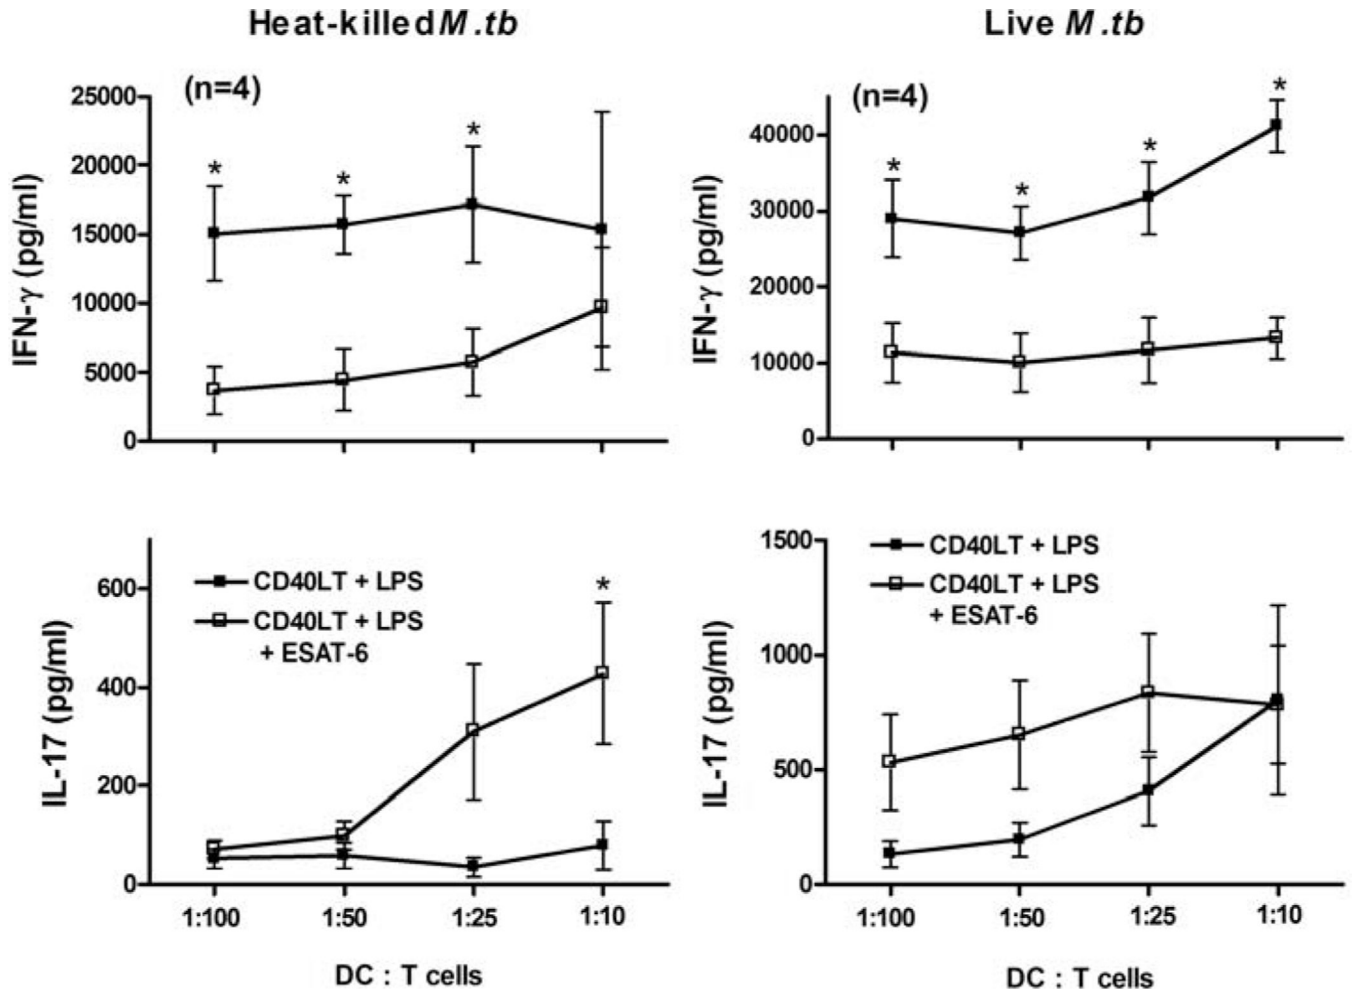 Heat-killed M.tb
Live M.tb
IFN-γ (pg/ml)
25000
20000
15000
10000
5000
0
(n=4)
*
*
*
IFN-γ (pg/ml)
40000
30000
20000
10000
0
(n=4)
*
*
*
*
IL-17 (pg/ml)
600
400
200
0
CD40LT + LPS
CD40LT + LPS
+ ESAT-6
*
1:100 1:50 1:25 1:10
DC : T cells
IL-17 (pg/ml)
1500
1000
500
0
CD40LT + LPS
CD40LT + LPS
+ ESAT-6
1:100 1:50 1:25 1:10
DC : T cells